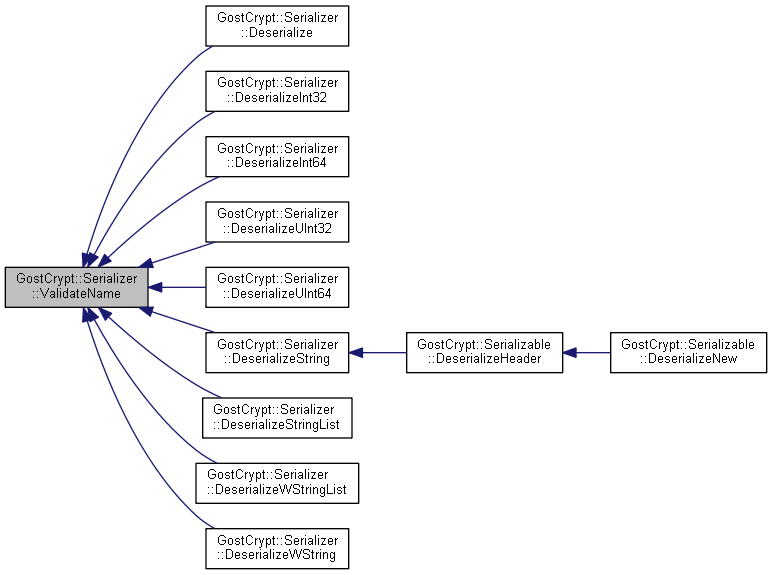 GostCrypt::Serializer
::Deserialize
GostCrypt::Serializer
::DeserializeInt32
GostCrypt::Serializer
::DeserializeInt64
GostCrypt::Serializer
::DeserializeUInt32
GostCrypt::Serializer
::ValidateName
GostCrypt::Serializer
::DeserializeUInt64
GostCrypt::Serializer
::DeserializeString
GostCrypt::Serializable
::DeserializeHeader
GostCrypt::Serializable
::DeserializeNew
GostCrypt::Serializer
::DeserializeStringList
GostCrypt::Serializer
::DeserializeWStringList
GostCrypt::Serializer
::DeserializeWString